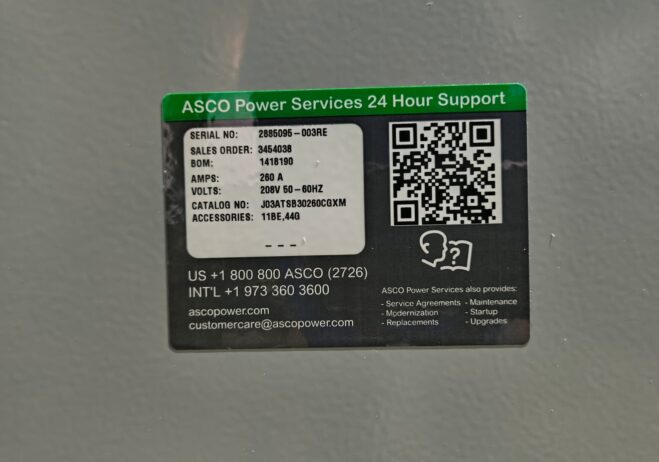 ASCO Power Services 24 Hour Support
SERIAL NO: 2885095-003RE
SALES ORDER: 3454038
BOM: 1418190
AMPS: 260 A
VOLTS: 208V 50-60HZ
CATALOG NO: J03ATSB30260CGXM
ACCESSORIES: 11BE,44G
---
US +1 800 800 ASCO (2726)
INT'L +1 973 360 3600
ascopower.com
customercare@ascopower.com
?
ASCO Power Services also provides:
- Service Agreements - Maintenance
- Modernization - Startup
- Replacements - Upgrades